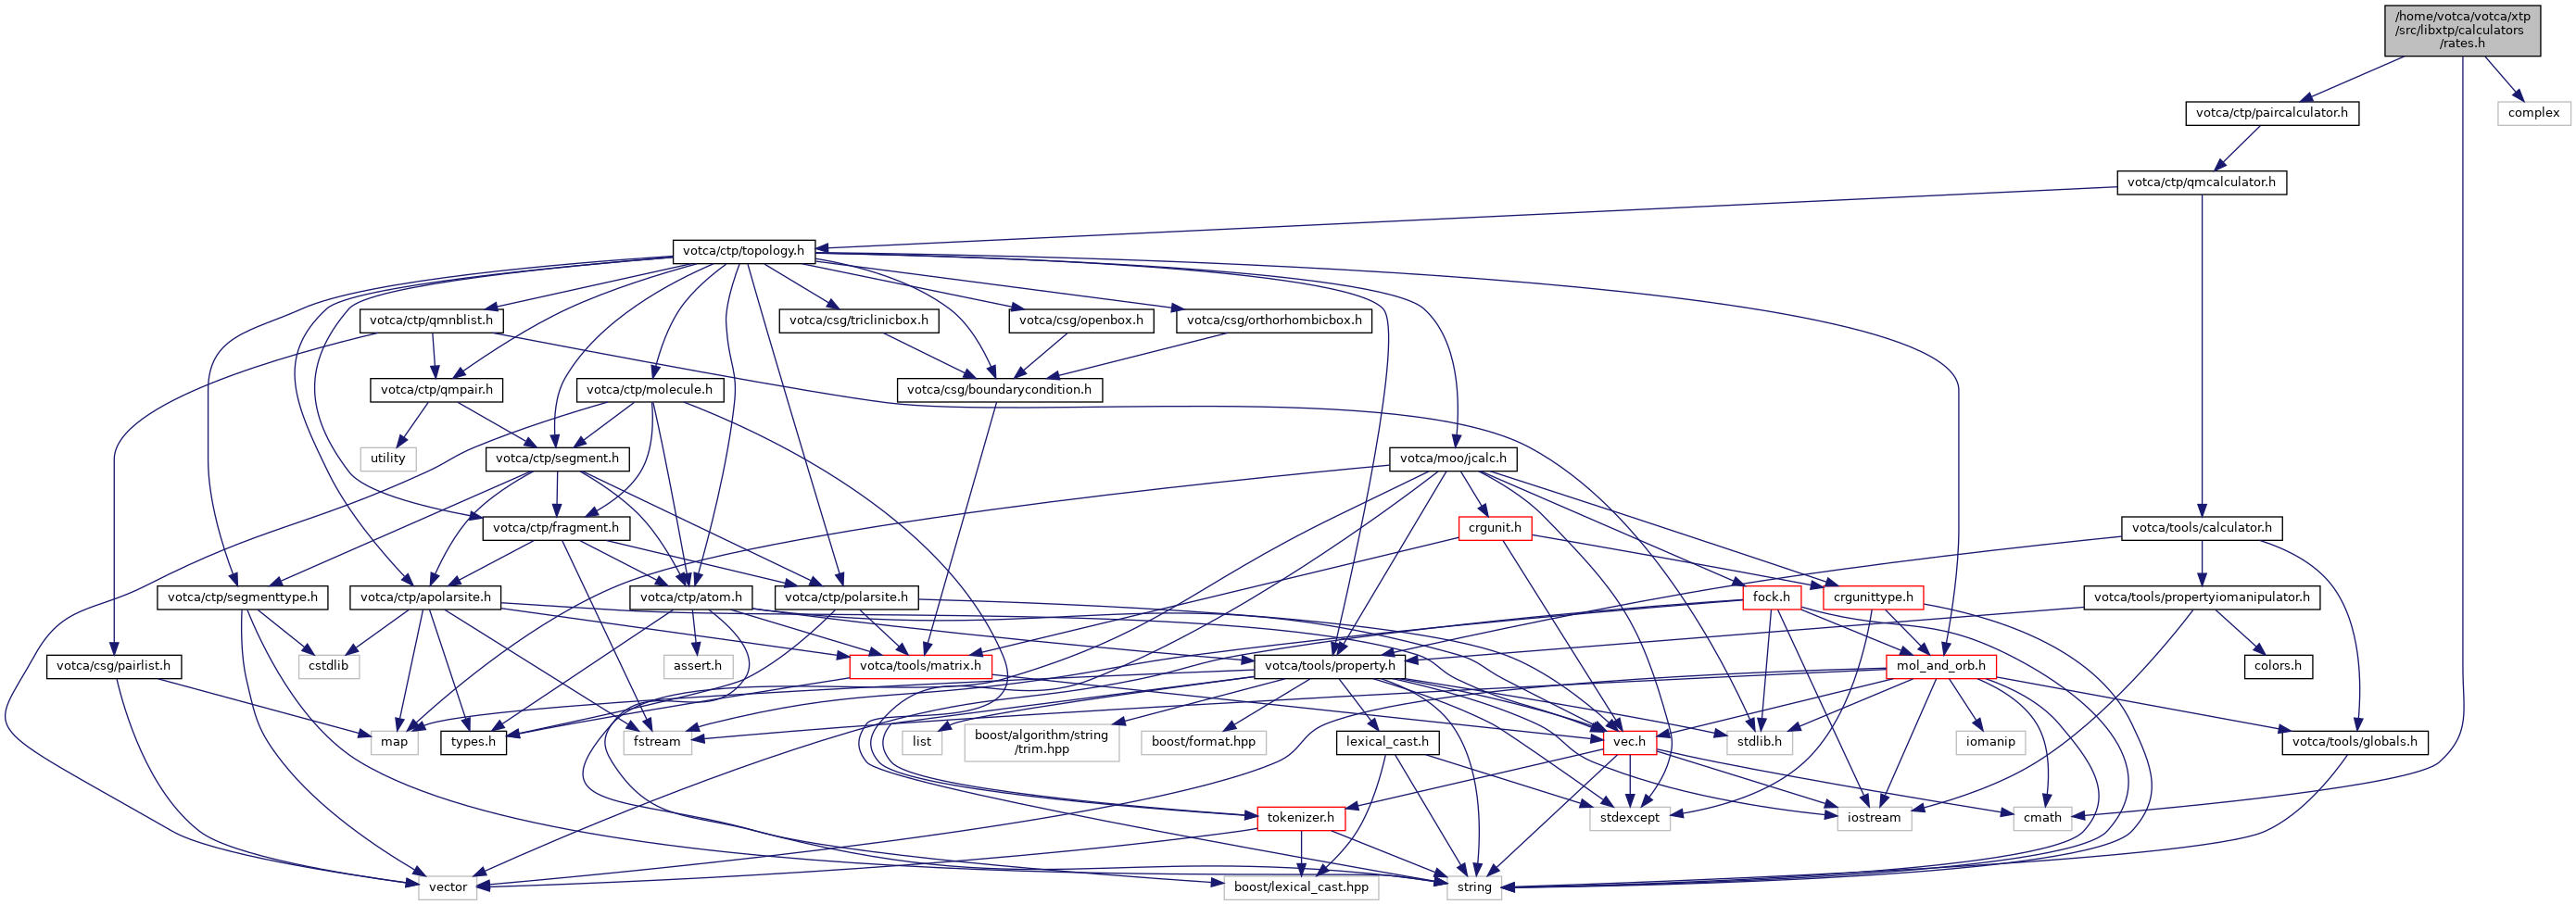 /home/votca/votca/xtp
/src/libxtp/calculators
/rates.h
votca/ctp/paircalculator.h
complex
votca/ctp/qmcalculator.h
votca/ctp/topology.h
votca/ctp/qmnblist.h
votca/csg/triclinicbox.h
votca/csg/openbox.h
votca/csg/orthorhombicbox.h
votca/ctp/qmpair.h
votca/ctp/molecule.h
votca/csg/boundarycondition.h
utility
votca/ctp/segment.h
votca/moo/jcalc.h
votca/ctp/fragment.h
crgunit.h
votca/tools/calculator.h
votca/ctp/segmenttype.h
votca/ctp/apolarsite.h
votca/ctp/atom.h
votca/ctp/polarsite.h
fock.h
crgunittype.h
votca/tools/propertyiomanipulator.h
votca/csg/pairlist.h
cstdlib
assert.h
votca/tools/matrix.h
votca/tools/property.h
mol_and_orb.h
colors.h
map
types.h
fstream
list
boost/algorithm/string
/trim.hpp
boost/format.hpp
lexical_cast.h
vec.h
stdlib.h
iomanip
votca/tools/globals.h
tokenizer.h
stdexcept
iostream
cmath
vector
boost/lexical_cast.hpp
string